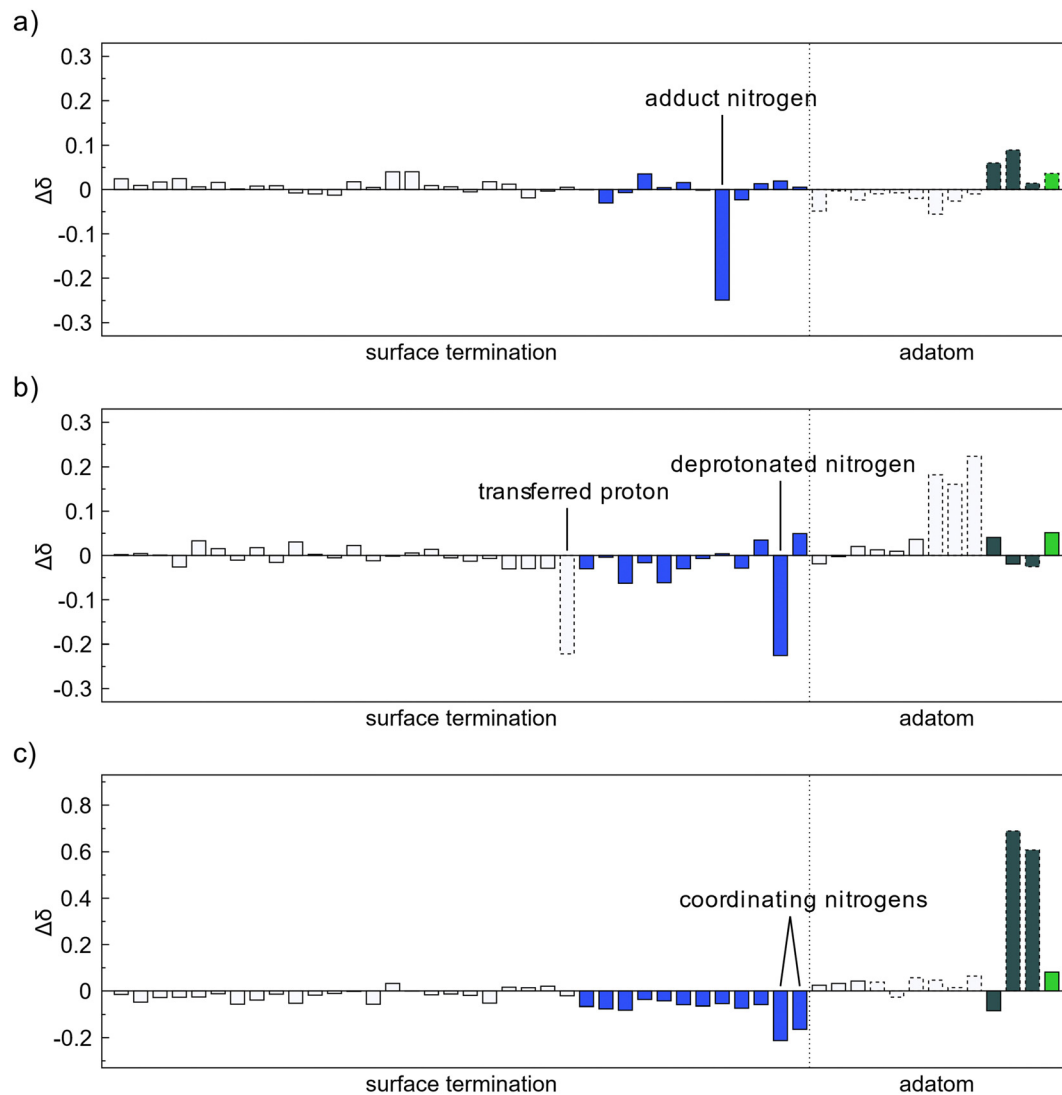 a)
0.3
0.2
adduct nitrogen
0.1
0
Δδ
-0.1
-0.2
-0.3
surface termination adatom
b)
0.3
0.2
deprotonated nitrogen
transferred proton
0.1
0
Δδ
-0.1
-0.2
-0.3
surface termination adatom
c)
0.8
0.6
0.4
coordinating nitrogens
0.2
Δδ
0
-0.2
surface termination adatom